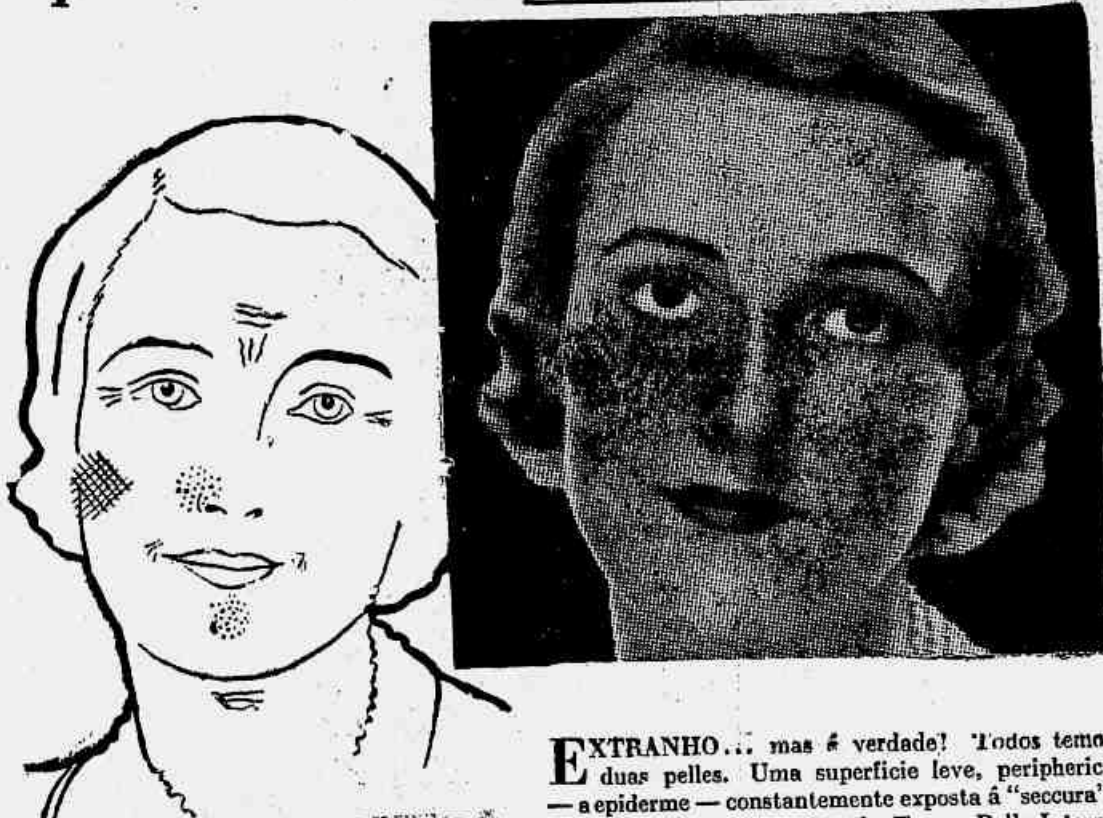 EXTRANHO... mas é verdade! Todos temo
duas pelles. Uma superficie leve, peripheric
— a epiderme — constantemente exposta á "seccura"